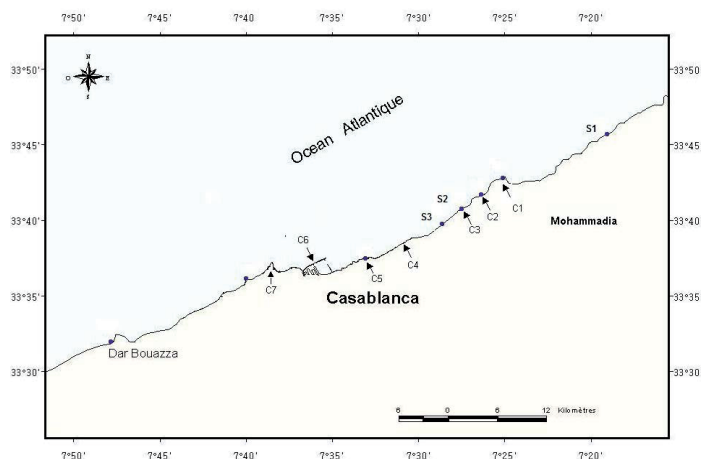 7°50' 7°40' 7°35' 7°30' 7°25' 7°20'
33°50' 33°50'
N
O E
S
Ocean Atlantique
33°45' 33°45'
S1
S2
S3
C1
C2
C3
Mohammadia
33°40' 33°40'
C4
C5
C6
C7
33°35' 33°35'
Casablanca
Dar Bouazza
33°30' 33°30'
6 0 6 12 Kilomètres
7°50' 7°45' 7°40' 7°35' 7°30' 7°25' 7°20'